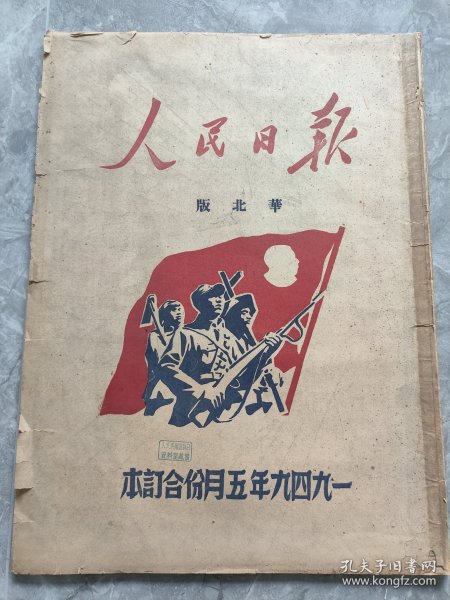 人民日報
華北版
一九四九年五月份合訂本
孔夫子旧书网
www.kongfz.com